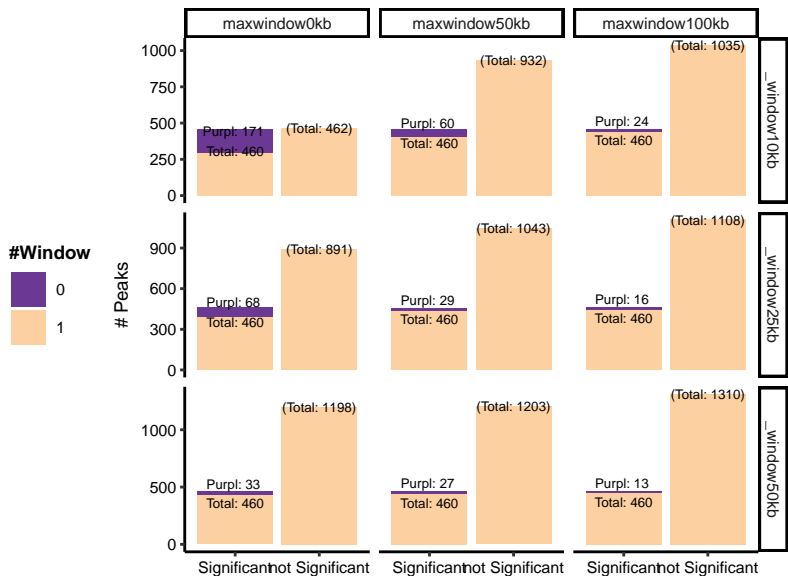 maxwindow0kb maxwindow50kb maxwindow100kb
1000
750
500
250
0
Purpl: 171
Total: 460
(Total: 462)
Purpl: 60
Total: 460
(Total: 932)
Purpl: 24
Total: 460
(Total: 1035)
_window10kb
#Window
0
1
# Peaks
900
600
300
0
Purpl: 68
Total: 460
(Total: 891)
Purpl: 29
Total: 460
(Total: 1043)
Purpl: 16
Total: 460
(Total: 1108)
_window25kb
1000
500
0
Purpl: 33
Total: 460
(Total: 1198)
Purpl: 27
Total: 460
(Total: 1203)
Purpl: 13
Total: 460
(Total: 1310)
_window50kb
Significant not Significant Significant not Significant Significant not Significant